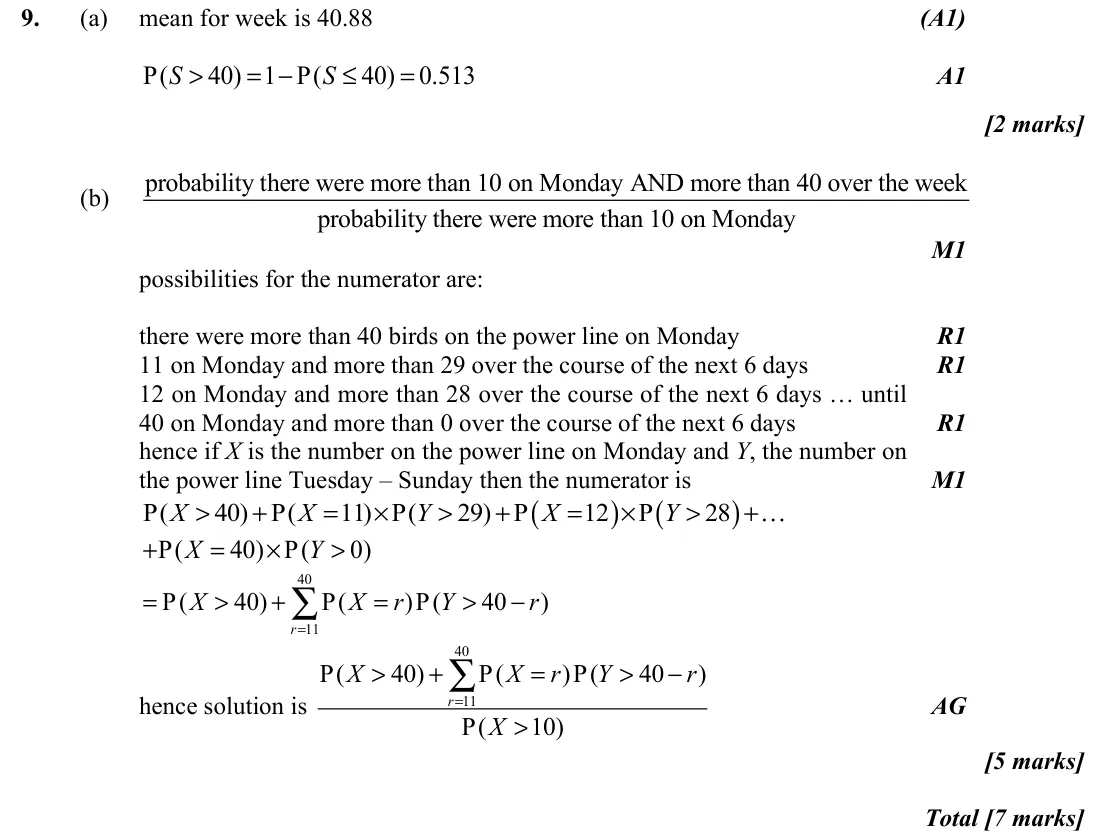 9. (a) mean for week is 40.88 (A1)
P(S > 40) = 1 − P(S ≤ 40) = 0.513 A1
[2 marks]
(b) probability there were more than 10 on Monday AND more than 40 over the week
probability there were more than 10 on Monday
M1
possibilities for the numerator are:
there were more than 40 birds on the power line on Monday R1
11 on Monday and more than 29 over the course of the next 6 days R1
12 on Monday and more than 28 over the course of the next 6 days … until
40 on Monday and more than 0 over the course of the next 6 days R1
hence if X is the number on the power line on Monday and Y, the number on
the power line Tuesday – Sunday then the numerator is M1
P(X > 40) + P(X = 11) × P(Y > 29) + P(X = 12) × P(Y > 28) + …
+P(X = 40) × P(Y > 0)
= P(X > 40) + ∑_{r=11}^{40} P(X = r) P(Y > 40 − r)
P(X > 40) + ∑_{r=11}^{40} P(X = r) P(Y > 40 − r)
hence solution is AG
P(X > 10)
[5 marks]
Total [7 marks]